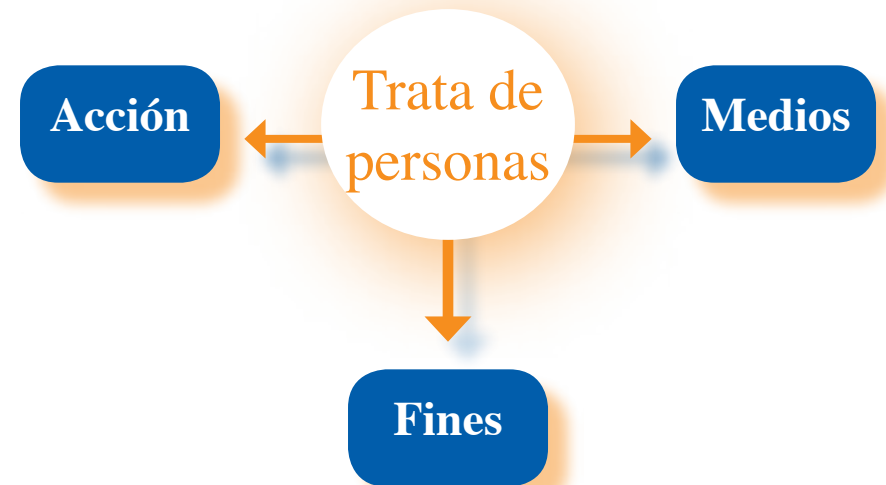 Trata de
personas
Acción
Medios
Fines